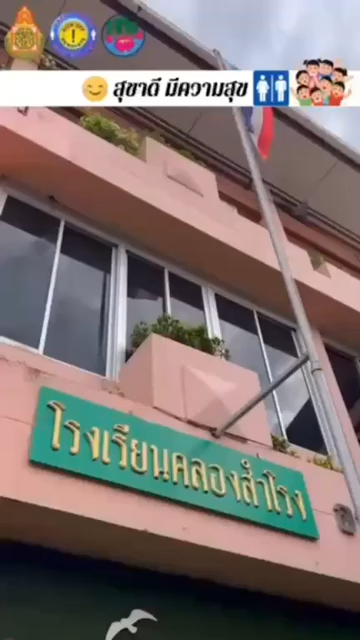 สุขาดี มีความสุข
โรงเรียนคลองสำโรง